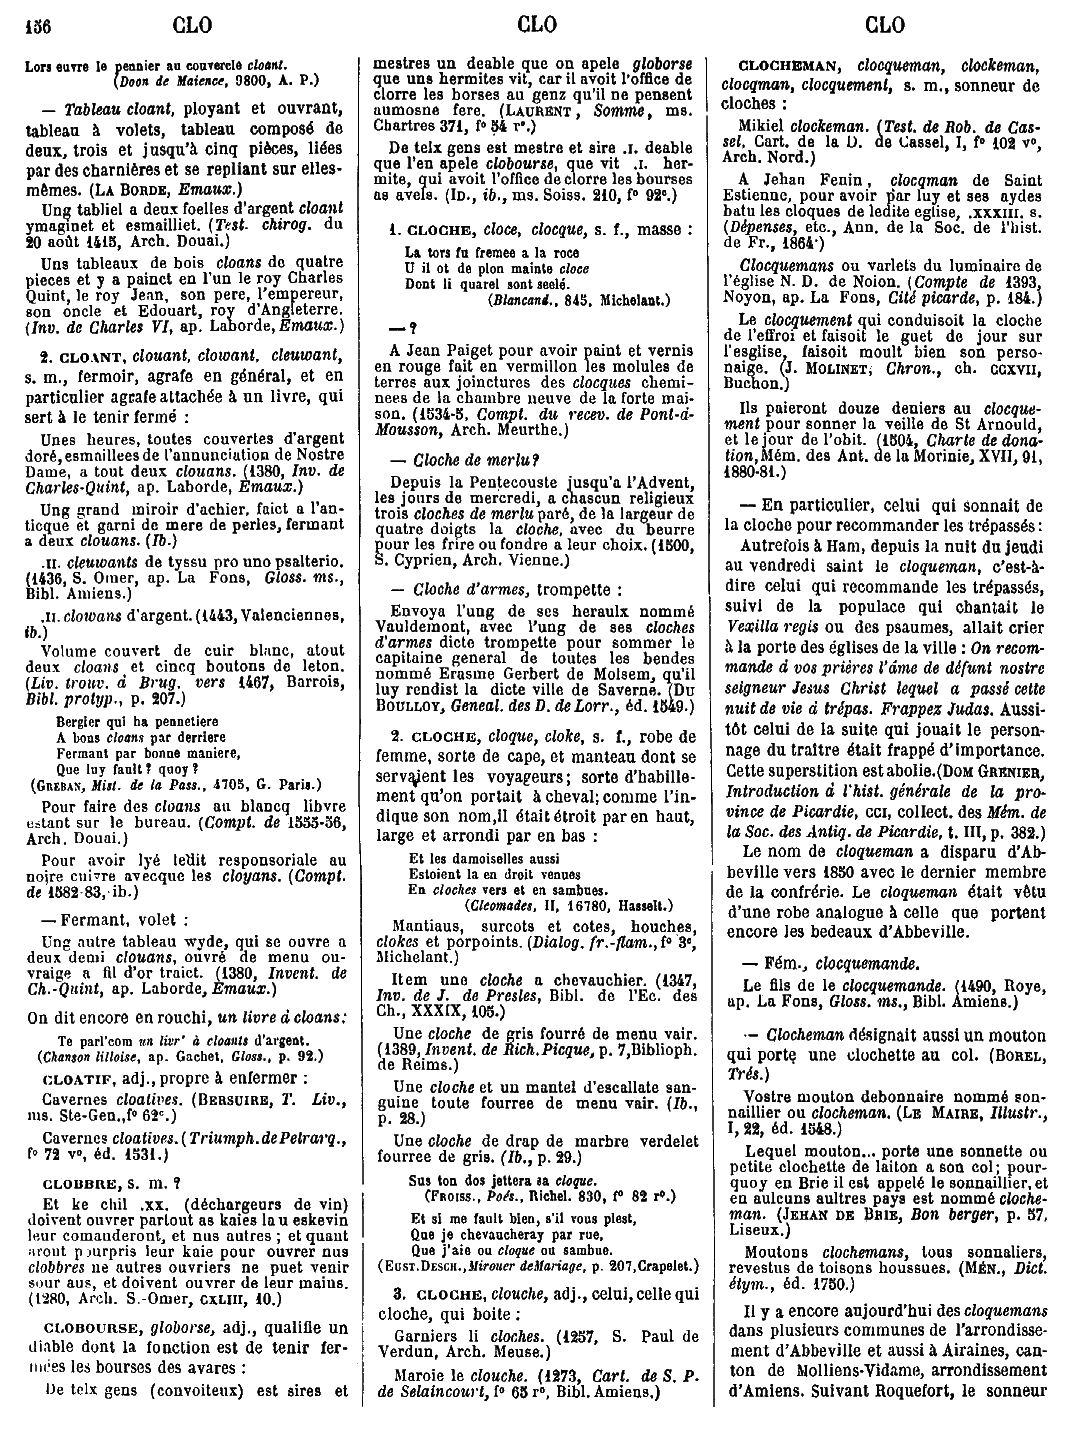 156 CLO CLO CLO
Lors euvre le pennier au couvercle cloant.
(Doon de Maience, 9800, A. P.)
— Tableau cloant, ployant et ouvrant,
tableau à volets, tableau composé de
deux, trois et jusqu'à cinq pièces, liées
par des charnières et se repliant sur elles-
mêmes. (LA BORDE, Emaux.)
Ung tabliel a deux foelles d'argent cloant
ymaginet et esmailliet. (Test. chirog. du
20 août 1415, Arch. Douai.)
Uns tableaux de bois cloans de quatre
pieces et y a painct en l'un le roy Charles
Quint, le roy Jean, son pere, l'empereur,
son oncle et Edouart, roy d'Angleterre.
(Inv. de Charles VI, ap. Laborde, Emaux.)
2. CLOANT, clouant, clowant, cleuwant,
s. m., fermoir, agrafe en général, et en
particulier agrafe attachée à un livre, qui
sert à le tenir fermé :
Unes heures, toutes couvertes d'argent
doré, esmaillees de l'annunciation de Nostre
Dame, a tout deux clouans. (1380, Inv. de
Charles-Quint, ap. Laborde, Emaux.)
Ung grand miroir d'achier, faict a l'an-
ticque et garni de mere de perles, fermant
a deux clouans. (Ib.)
.II. cleuwants de tyssu pro uno psalterio.
(1436, S. Omer, ap. La Fons, Gloss. ms.,
Bibl. Amiens.)
.II. clowans d'argent. (1443, Valenciennes,
ib.)
Volume couvert de cuir blanc, atout
deux cloans et cincq boutons de leton.
(Liv. trouv. à Brug. vers 1467, Barrois,
Bibl. protyp., p. 207.)
Bergier qui ha pennetiere
A bons cloans par derriere
Fermant par bonne maniere,
Que luy fault? quoy ?
(GREBAN, Mist. de la Pass., 4705, G. Paris.)
Pour faire des cloans au blancq libvre
estant sur le bureau. (Compt. de 1555-56,
Arch. Douai.)
Pour avoir lyé ledit responsoriale au
noire cuivre avecque les cloyans. (Compt.
de 1582-83, ib.)
— Fermant, volet :
Ung autre tableau wyde, qui se ouvre a
deux demi clouans, ouvré de menu ou-
vraige a fil d'or traict. (1380, Invent. de
Ch.-Quint, ap. Laborde, Emaux.)
On dit encore en rouchi, un livre à cloans:
Te parl'com un livr' à cloants d'argent.
(Chanson lilloise, ap. Gachet, Gloss., p. 92.)
CLOATIF, adj., propre à enfermer :
Cavernes cloatives. (BERSUIRE, T. Liv.,
ms. Ste-Gen., fº 62ᶜ.)
Cavernes cloatives. (Triumph. de Petrarq.,
fº 72 vº, éd. 1531.)
CLOBBRE, s. m. ?
Et ke chil .xx. (déchargeurs de vin)
doivent ouvrer partout as kaies la u eskevin
leur comanderont, et nus autres ; et quant
aront pourpris leur kaie pour ouvrer nus
clobbres ne autres ouvriers ne puet venir
sour aus, et doivent ouvrer de leur mains.
(1280, Arch. S.-Omer, CXLIII, 10.)
CLOBOURSE, globorse, adj., qualifie un
diable dont la fonction est de tenir fer-
mées les bourses des avares :
De telx gens (convoiteux) est sires et
mestres un deable que on apele globorse
que uns hermites vit, car il avoit l'office de
clorre les borses au genz qu'il ne pensent
aumosne fere. (LAURENT, Somme, ms.
Chartres 371, fº 54 rº.)
De telx gens est mestre et sire .I. deable
que l'en apele clobourse, que vit .I. her-
mite, qui avoit l'office de clorre les bourses
as avels. (ID., ib., ms. Soiss. 210, fº 92ᶜ.)
1. CLOCHE, cloce, clocque, s. f., masse :
La tors fu fremee a la roce
U il ot de plon mainte cloce
Dont li quarel sont seelé.
(Blancand., 845, Michelant.)
— ?
A Jean Paiget pour avoir paint et vernis
en rouge fait en vermillon les molules de
terres aux joinctures des clocques chemi-
nees de la chambre neuve de la forte mai-
son. (1534-5, Compt. du recev. de Pont-à-
Mousson, Arch. Meurthe.)
— Cloche de merlu?
Depuis la Pentecouste jusqu'a l'Advent,
les jours de mercredi, a chascun religieux
trois cloches de merlu paré, de la largeur de
quatre doigts la cloche, avec du beurre
pour les frire ou fondre a leur choix. (1500,
S. Cyprien, Arch. Vienne.)
— Cloche d'armes, trompette :
Envoya l'ung de ses heraulx nommé
Vauldemont, avec l'ung de ses cloches
d'armes dicte trompette pour sommer le
capitaine general de toutes les bendes
nommé Erasme Gerbert de Molsem, qu'il
luy rendist la dicte ville de Saverne. (DU
BOULLOY, Geneal. des D. de Lorr., éd. 1549.)
2. CLOCHE, cloque, cloke, s. f., robe de
femme, sorte de cape, et manteau dont se
servaient les voyageurs; sorte d'habille-
ment qu'on portait à cheval; comme l'in-
dique son nom, il était étroit par en haut,
large et arrondi par en bas :
Et les damoiselles aussi
Estoient la en droit venues
En cloches vers et en sambues.
(Cleomades, II, 16780, Hasselt.)
Mantiaus, surcots et cotes, houches,
clokes et porpoints. (Dialog. fr.-flam., fº 3ᶜ,
Michelant.)
Item une cloche a chevauchier. (1347,
Inv. de J. de Presles, Bibl. de l'Ec. des
Ch., XXXIX, 105.)
Une cloche de gris fourré de menu vair.
(1389, Invent. de Rich. Picque, p. 7, Biblioph.
de Reims.)
Une cloche et un mantel d'escallate san-
guine toute fourree de menu vair. (Ib.,
p. 28.)
Une cloche de drap de marbre verdelet
fourree de gris. (Ib., p. 29.)
Sus ton dos jettera sa cloque.
(FROISS., Poés., Richel. 830, fº 82 rº.)
Et si me fault bien, s'il vous plest,
Que je chevaucheray par rue,
Que j'aie ou cloque ou sambue.
(EUST. DESCH., Mirouer de Mariage, p. 207, Crapelet.)
3. CLOCHE, clouche, adj., celui, celle qui
cloche, qui boite :
Garniers li cloches. (1257, S. Paul de
Verdun, Arch. Meuse.)
Maroie le clouche. (1273, Cart. de S. P.
de Selaincourt, fº 65 rº, Bibl. Amiens.)
CLOCHEMAN, clocqueman, clockeman,
clocqman, clocquement, s. m., sonneur de
cloches :
Mikiel clockeman. (Test. de Rob. de Cas-
sel, Cart. de la D. de Cassel, I, fº 102 vº,
Arch. Nord.)
A Jehan Fenin, clocqman de Saint
Estienne, pour avoir par luy et ses aydes
batu les cloques de ledite eglise, .XXXIII. s.
(Dépenses, etc., Ann. de la Soc. de l'hist.
de Fr., 1864.)
Clocquemans ou varlets du luminaire de
l'église N. D. de Noion. (Compte de 1393,
Noyon, ap. La Fons, Cité picarde, p. 184.)
Le clocquement qui conduisoit la cloche
de l'effroi et faisoit le guet de jour sur
l'esglise, faisoit moult bien son perso-
naige. (J. MOLINET, Chron., ch. CCXVII,
Buchon.)
Ils paieront douze deniers au clocque-
ment pour sonner la veille de St Arnould,
et le jour de l'obit. (1504, Charte de dona-
tion, Mém. des Ant. de la Morinie, XVII, 91,
1880-81.)
— En particulier, celui qui sonnait de
la cloche pour recommander les trépassés :
Autrefois à Ham, depuis la nuit du jeudi
au vendredi saint le cloqueman, c'est-à-
dire celui qui recommande les trépassés,
suivi de la populace qui chantait le
Vexilla regis ou des psaumes, allait crier
à la porte des églises de la ville : On recom-
mande à vos prières l'âme de défunt nostre
seigneur Jesus Christ lequel a passé cette
nuit de vie à trépas. Frappez Judas. Aussi-
tôt celui de la suite qui jouait le person-
nage du traître était frappé d'importance.
Cette superstition est abolie. (DOM GRENIER,
Introduction à l'hist. générale de la pro-
vince de Picardie, CCI, collect. des Mém. de
la Soc. des Antiq. de Picardie, t. III, p. 382.)
Le nom de cloqueman a disparu d'Ab-
beville vers 1850 avec le dernier membre
de la confrérie. Le cloqueman était vêtu
d'une robe analogue à celle que portent
encore les bedeaux d'Abbeville.
— Fém., clocquemande.
Le fils de le clocquemande. (1490, Roye,
ap. La Fons, Gloss. ms., Bibl. Amiens.)
— Clocheman désignait aussi un mouton
qui porte une clochette au col. (BOREL,
Trés.)
Vostre mouton debonnaire nommé son-
naillier ou clocheman. (LE MAIRE, Illustr.,
I, 22, éd. 1548.)
Lequel mouton... porte une sonnette ou
petite clochette de laiton a son col; pour-
quoy en Brie il est appelé le sonnaillier, et
en aulcuns aultres pays est nommé cloche-
man. (JEHAN DE BRIE, Bon berger, p. 57,
Liseux.)
Moutons clochemans, tous sonnaliers,
revestus de toisons houssues. (MÉN., Dict.
étym., éd. 1750.)
Il y a encore aujourd'hui des cloquemans
dans plusieurs communes de l'arrondisse-
ment d'Abbeville et aussi à Airaines, can-
ton de Molliens-Vidame, arrondissement
d'Amiens. Suivant Roquefort, le sonneur